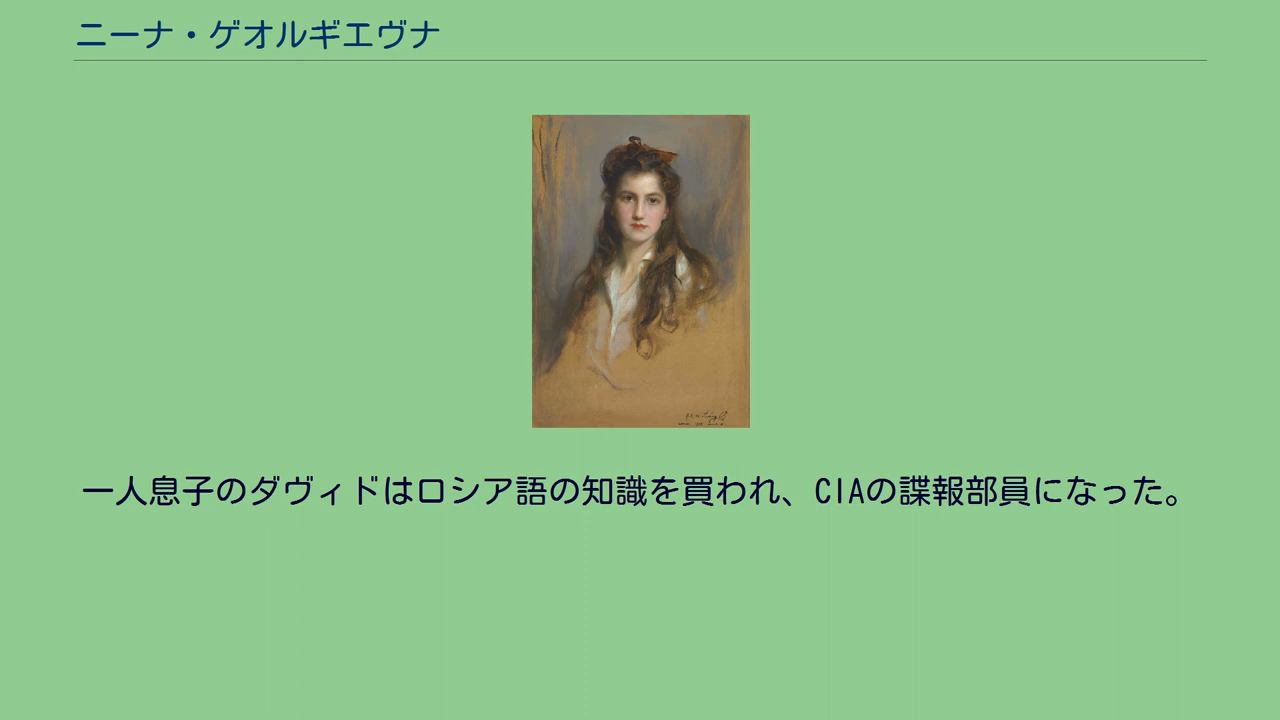 ニーナ・ゲオルギエヴナ
一人息子のダヴィドはロシア語の知識を買われ、CIAの諜報部員になった。